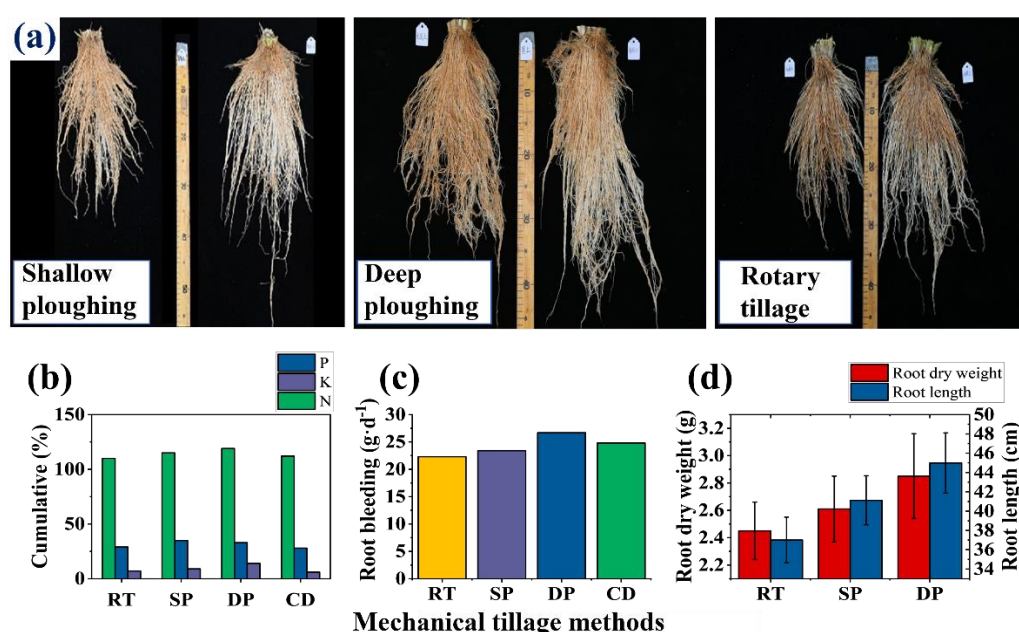 (a)
Shallow
ploughing
Deep
ploughing
Rotary
tillage
(b)
P
K
N
Cumulative (%)
150
100
50
0
RT SP DP CD
(c)
Root bleeding (g·d⁻¹)
30
25
20
15
10
5
0
RT SP DP CD
(d)
Root dry weight
Root length
Root dry weight (g)
3.2
3.0
2.8
2.6
2.4
2.2
Root length (cm)
50
48
46
44
42
40
38
36
34
RT SP DP
Mechanical tillage methods